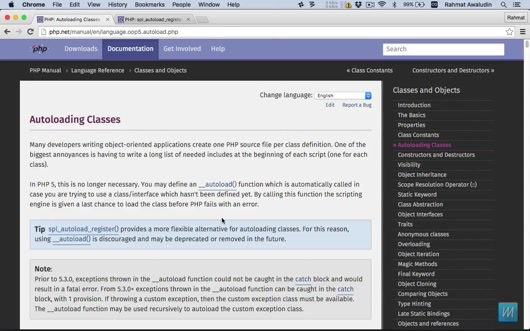 Chrome File Edit View History Bookmarks People Window Help
99% Rahmat Awaludin
PHP: Autoloading Classes - PHP: spl_autoload_register
Rahmat
php.net/manual/en/language.oop5.autoload.php
php Downloads Documentation Get Involved Help Search
PHP Manual › Language Reference › Classes and Objects « Class Constants Constructors and Destructors »
Change language: English
Edit Report a Bug
Autoloading Classes
Many developers writing object-oriented applications create one PHP source file per class definition. One of the
biggest annoyances is having to write a long list of needed includes at the beginning of each script (one for each
class).
In PHP 5, this is no longer necessary. You may define an __autoload() function which is automatically called in
case you are trying to use a class/interface which hasn't been defined yet. By calling this function the scripting
engine is given a last chance to load the class before PHP fails with an error.
Tip spl_autoload_register() provides a more flexible alternative for autoloading classes. For this reason,
using __autoload() is discouraged and may be deprecated or removed in the future.
Note:
Prior to 5.3.0, exceptions thrown in the __autoload function could not be caught in the catch block and would
result in a fatal error. From 5.3.0+ exceptions thrown in the __autoload function can be caught in the catch
block, with 1 provision. If throwing a custom exception, then the custom exception class must be available.
The __autoload function may be used recursively to autoload the custom exception class.
Classes and Objects
Introduction
The Basics
Properties
Class Constants
Autoloading Classes
Constructors and Destructors
Visibility
Object Inheritance
Scope Resolution Operator (::)
Static Keyword
Class Abstraction
Object Interfaces
Traits
Anonymous classes
Overloading
Object Iteration
Magic Methods
Final Keyword
Object Cloning
Comparing Objects
Type Hinting
Late Static Bindings
Objects and references